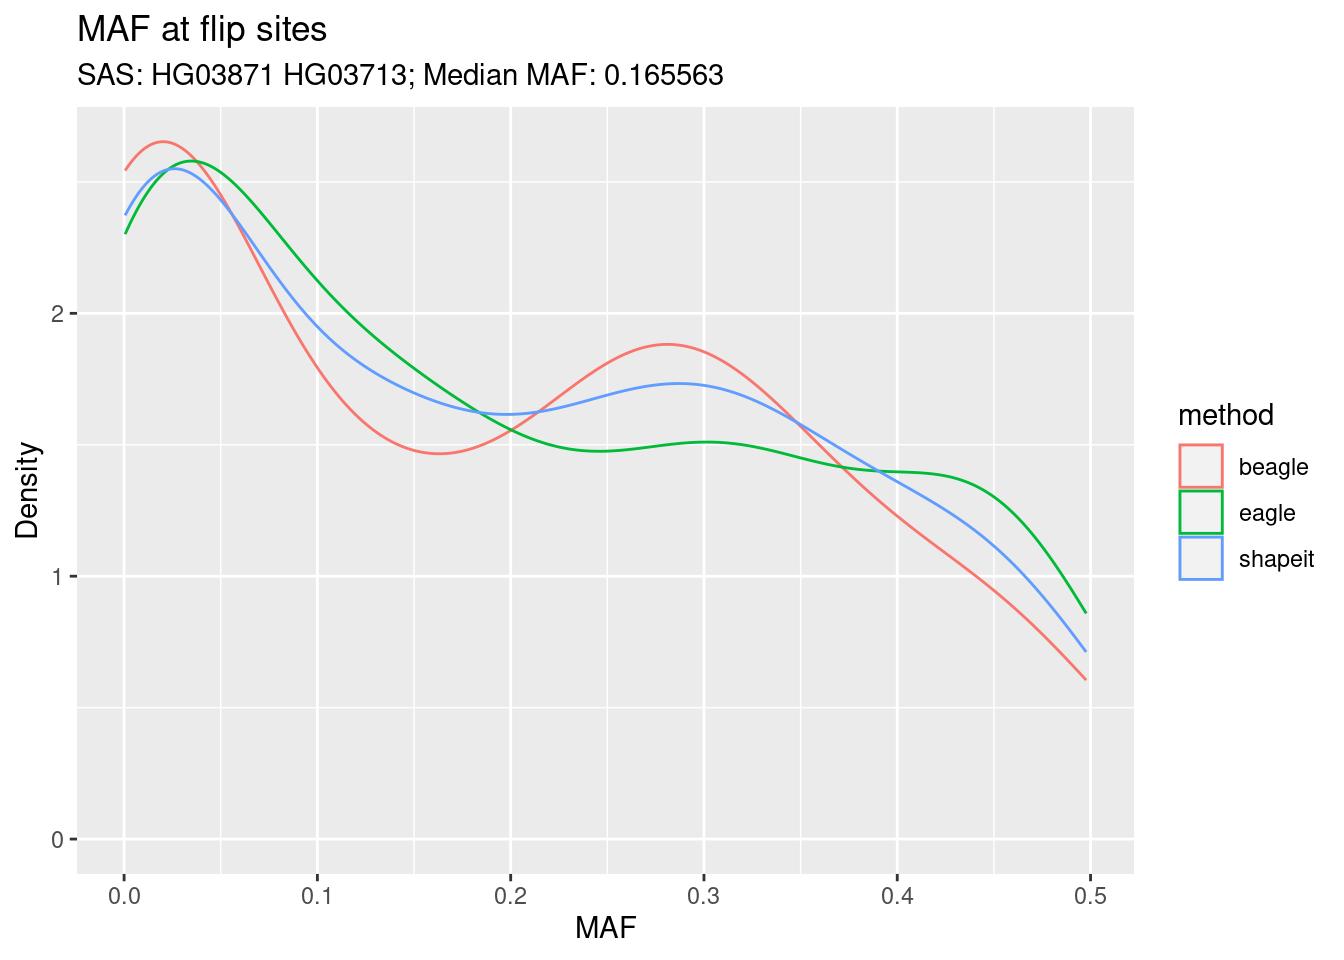 MAF at flip sites
SAS: HG03871 HG03713; Median MAF: 0.165563
Density
2
1
0
0.0 0.1 0.2 0.3 0.4 0.5
MAF
method
beagle
eagle
shapeit